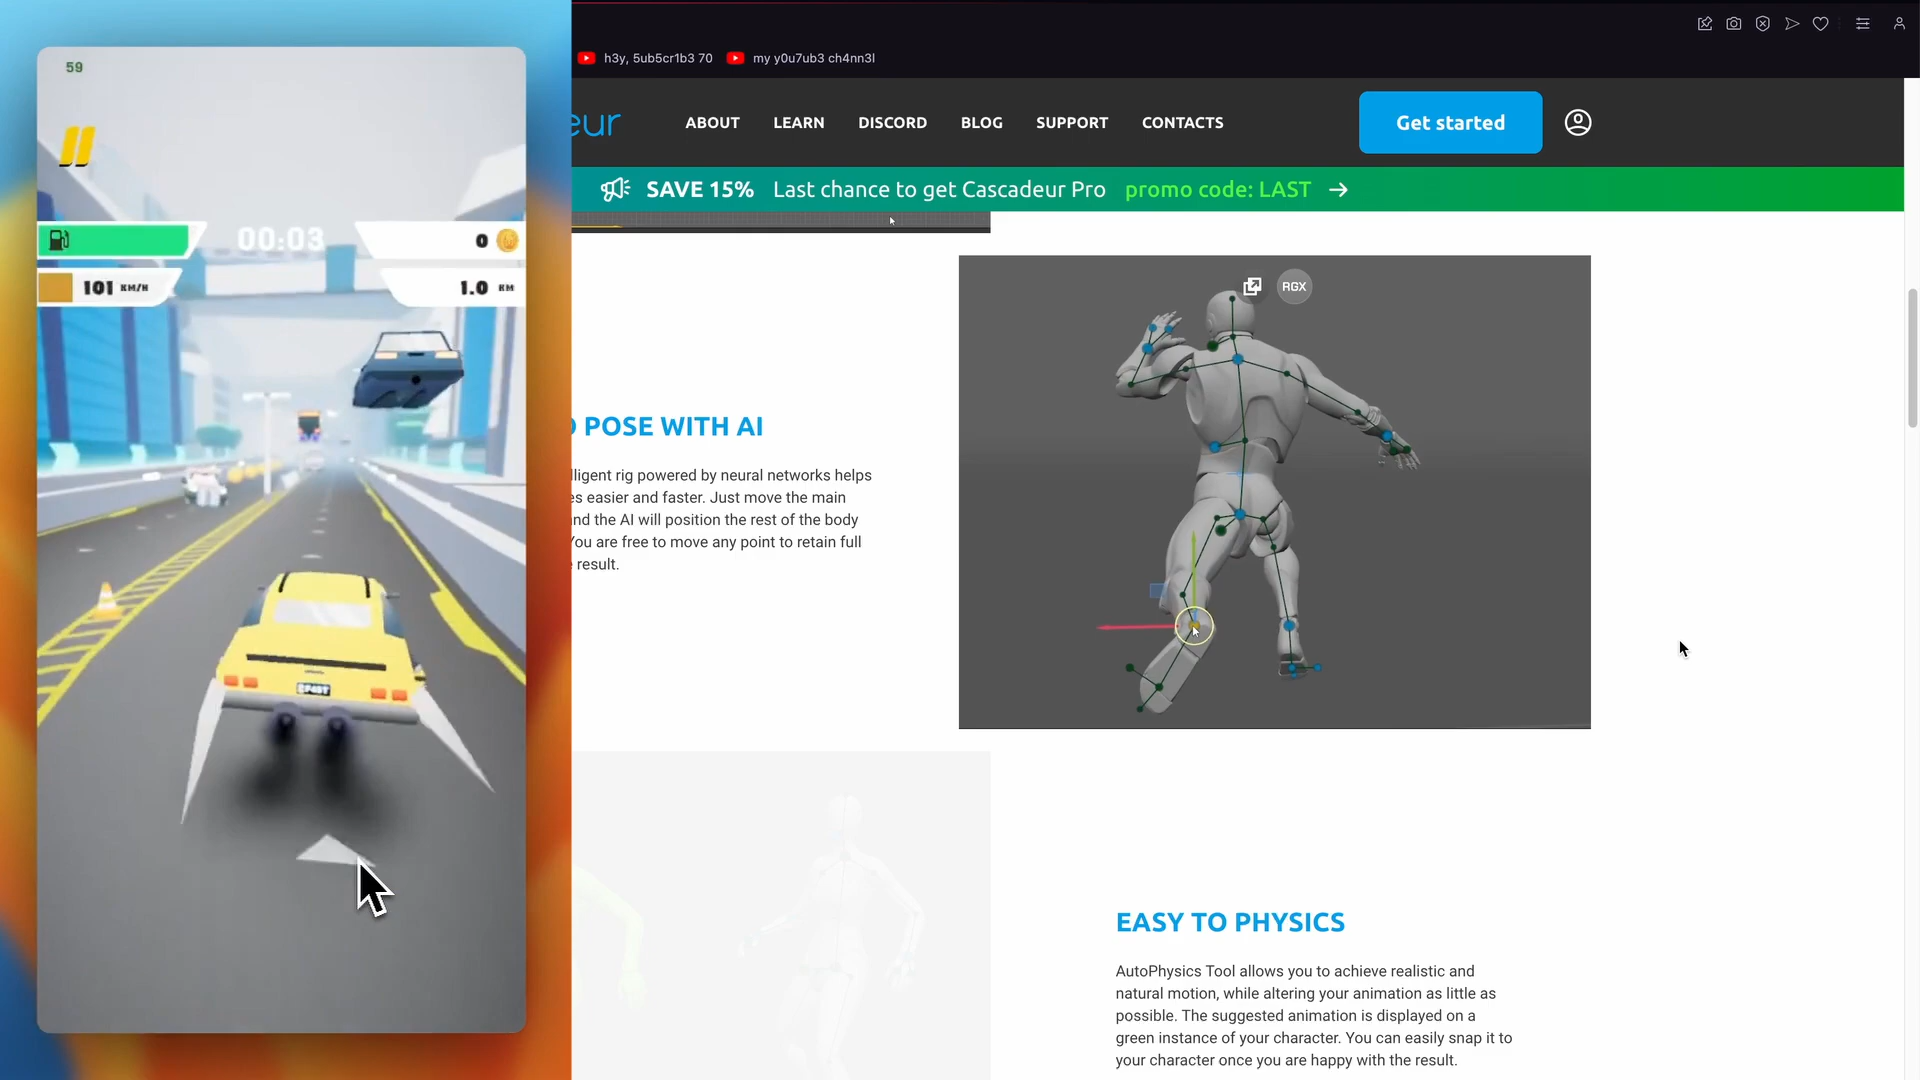 59
00:03
0
101 KM/H
1.0 KM
h3y, 5ub5cr1b3 70
my y0u7ub3 ch4nn3l
eur
ABOUT
LEARN
DISCORD
BLOG
SUPPORT
CONTACTS
Get started
SAVE 15% Last chance to get Cascadeur Pro promo code: LAST →
RGX
POSE WITH AI
lligent rig powered by neural networks helps
es easier and faster. Just move the main
and the AI will position the rest of the body
You are free to move any point to retain full
result.
EASY TO PHYSICS
AutoPhysics Tool allows you to achieve realistic and
natural motion, while altering your animation as little as
possible. The suggested animation is displayed on a
green instance of your character. You can easily snap it to
your character once you are happy with the result.